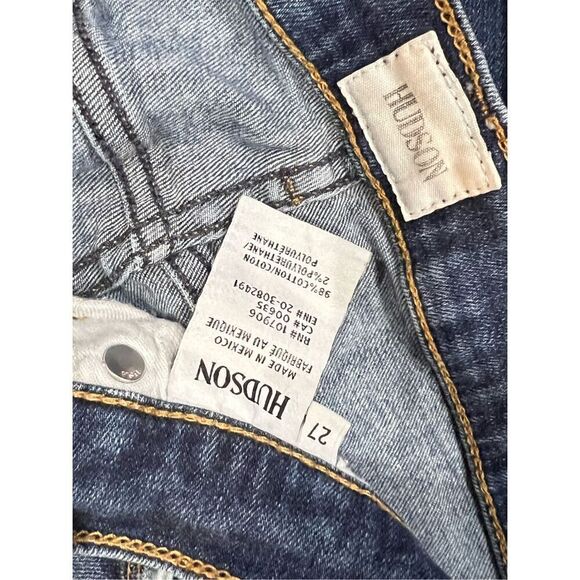 HUDSON
HUDSON
MADE IN MEXICO
FABRIQUÉ AU MEXIQUE
RN# 107906
CA# 00635
EIN# 20-3082491
98%COTTON/COTON
2%POLYURETHANE/
POLYURETHANE
27